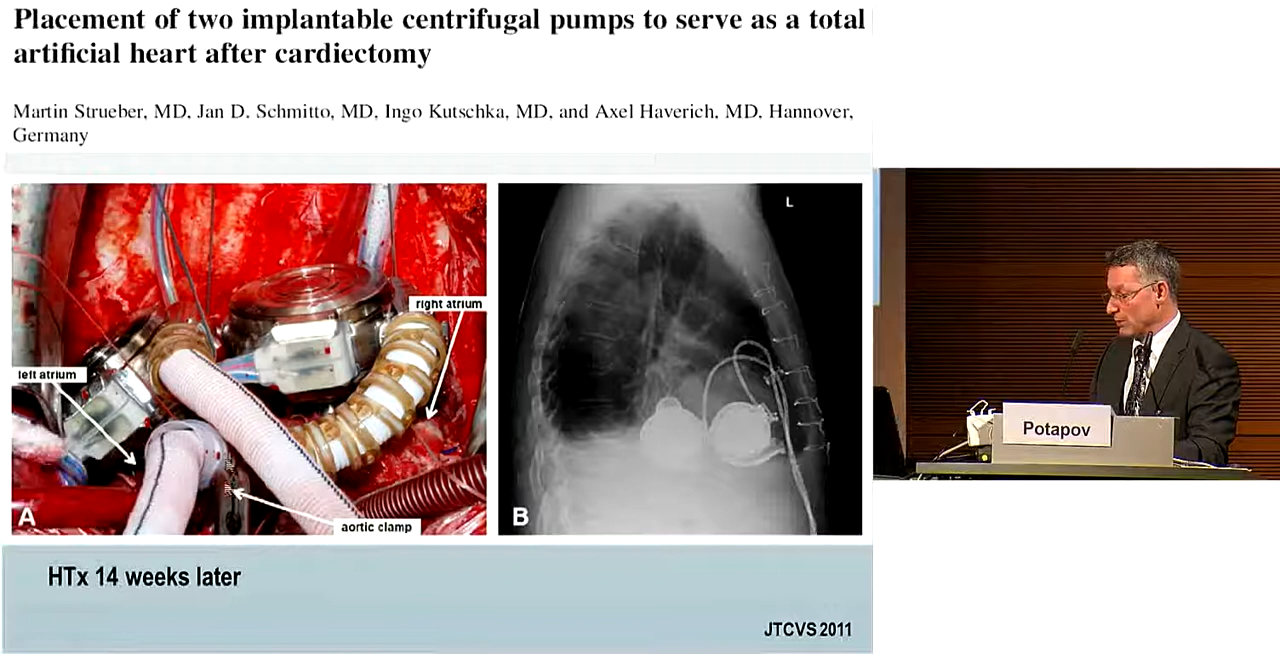 Placement of two implantable centrifugal pumps to serve as a total
artificial heart after cardiectomy
Martin Strueber, MD, Jan D. Schmitto, MD, Ingo Kutschka, MD, and Axel Haverich, MD, Hannover,
Germany
right atrium
left atrium
aortic clamp
A
L
B
HTx 14 weeks later
JTCVS 2011
Potapov